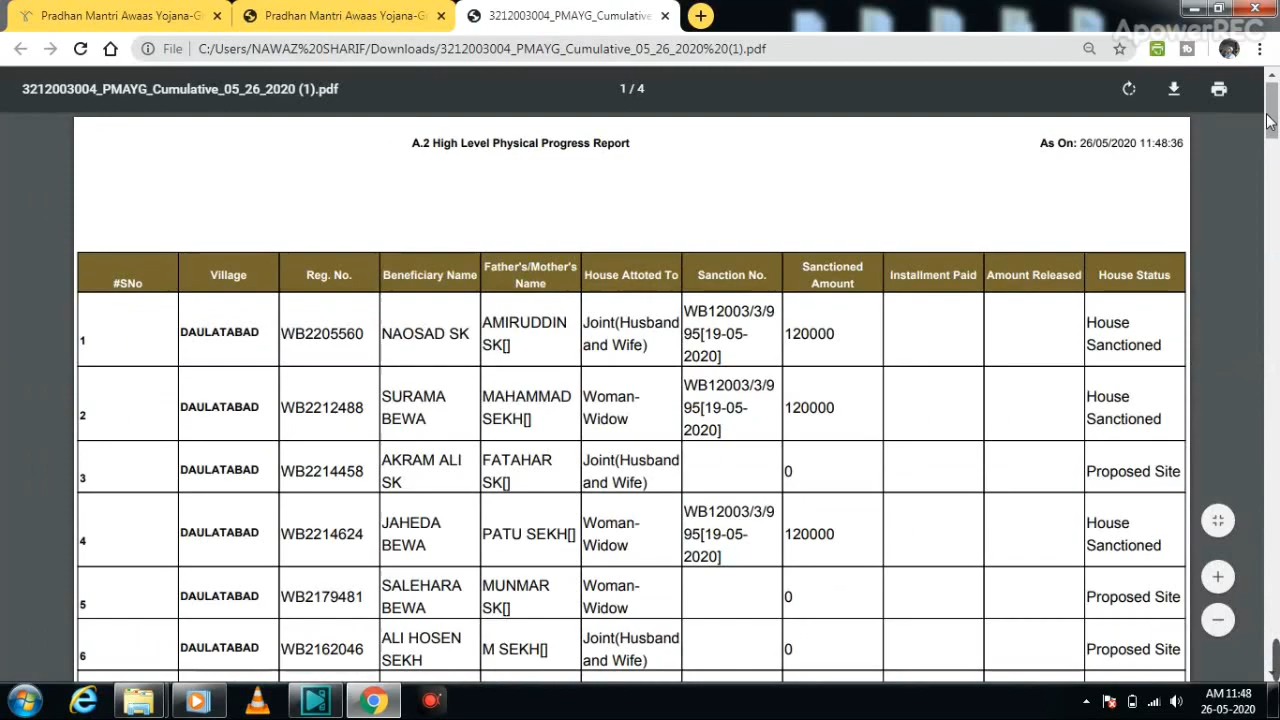 Pradhan Mantri Awaas Yojana-G
Pradhan Mantri Awaas Yojana-G
3212003004_PMAYG_Cumulative
ApowerREC
File
C:/Users/NAWAZ%20SHARIF/Downloads/3212003004_PMAYG_Cumulative_05_26_2020%20(1).pdf
3212003004_PMAYG_Cumulative_05_26_2020 (1).pdf
1 / 4
A.2 High Level Physical Progress Report
As On: 26/05/2020 11:48:36
#SNo Village Reg. No. Beneficiary Name Father's/Mother's Name House Attoted To Sanction No. Sanctioned Amount Installment Paid Amount Released House Status
1 DAULATABAD WB2205560 NAOSAD SK AMIRUDDIN SK[] Joint(Husband and Wife) WB12003/3/995[19-05-2020] 120000 House Sanctioned
2 DAULATABAD WB2212488 SURAMA BEWA MAHAMMAD SEKH[] Woman-Widow WB12003/3/995[19-05-2020] 120000 House Sanctioned
3 DAULATABAD WB2214458 AKRAM ALI SK FATAHAR SK[] Joint(Husband and Wife) 0 Proposed Site
4 DAULATABAD WB2214624 JAHEDA BEWA PATU SEKH[] Woman-Widow WB12003/3/995[19-05-2020] 120000 House Sanctioned
5 DAULATABAD WB2179481 SALEHARA BEWA MUNMAR SK[] Woman-Widow 0 Proposed Site
6 DAULATABAD WB2162046 ALI HOSEN SEKH M SEKH[] Joint(Husband and Wife) 0 Proposed Site
AM 11:48
26-05-2020